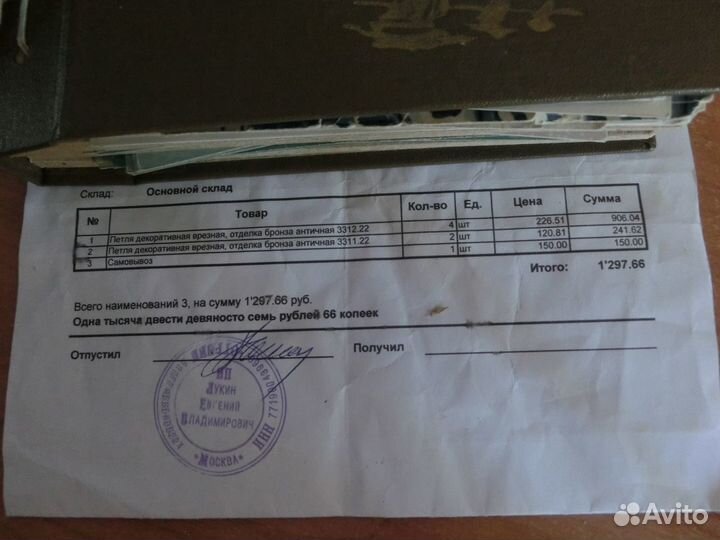 Склад: Основной склад
№ Товар Кол-во Ед. Цена Сумма
1 Петля декоративная врезная, отделка бронза античная 3312.22 4 шт 226.51 906.04
2 Петля декоративная врезная, отделка бронза античная 3311.22 2 шт 120.81 241.62
3 Самовывоз 1 шт 150.00 150.00
Итого: 1'297.66
Всего наименований 3, на сумму 1'297.66 руб.
Одна тысяча двести девяносто семь рублей 66 копеек
Отпустил Получил
ИП
Лукин
Евгений
Владимирович
* Москва *
ИНН
Avito